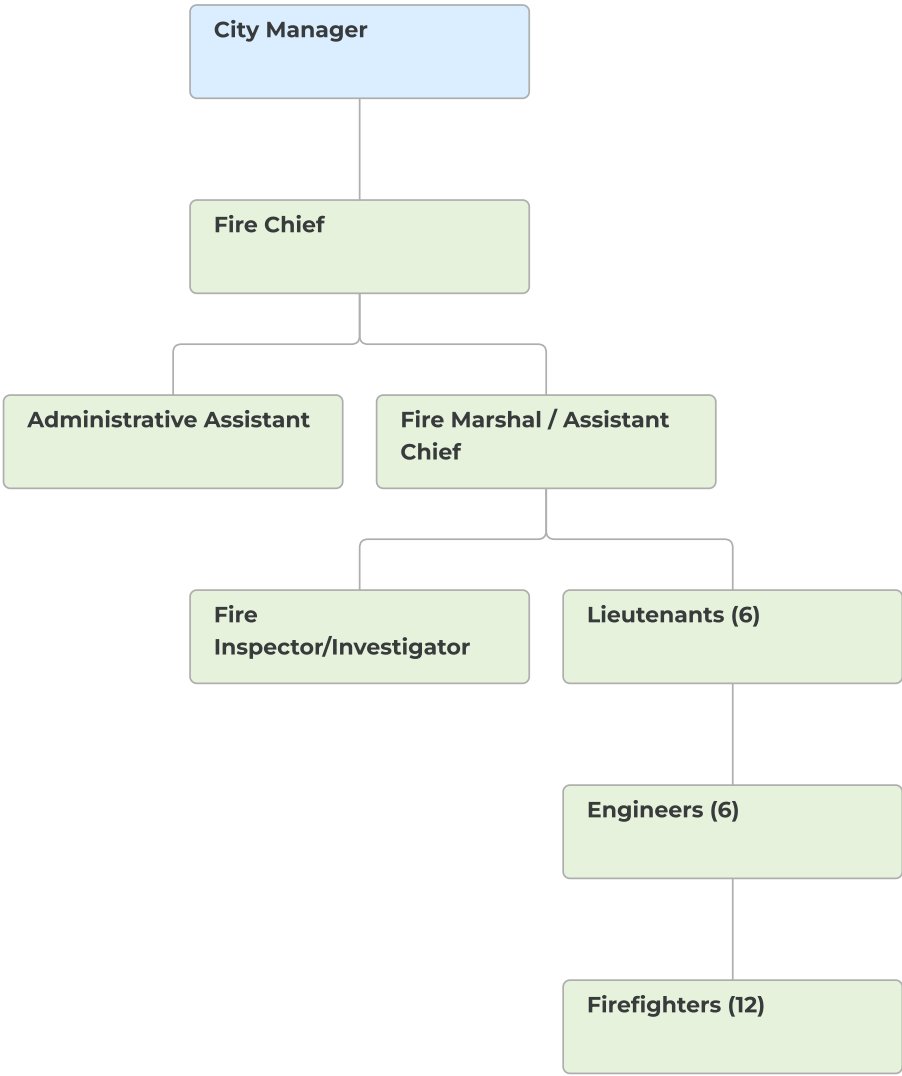 City Manager
Fire Chief
Administrative Assistant
Fire Marshal / Assistant
Chief
Fire
Inspector/Investigator
Lieutenants (6)
Engineers (6)
Firefighters (12)